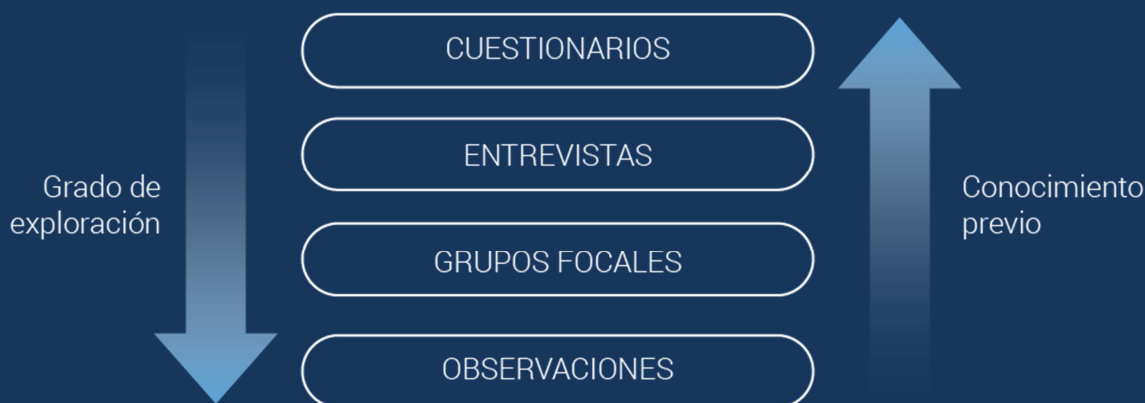 CUESTIONARIOS
ENTREVISTAS
Grado de
exploración
Conocimiento
previo
GRUPOS FOCALES
OBSERVACIONES